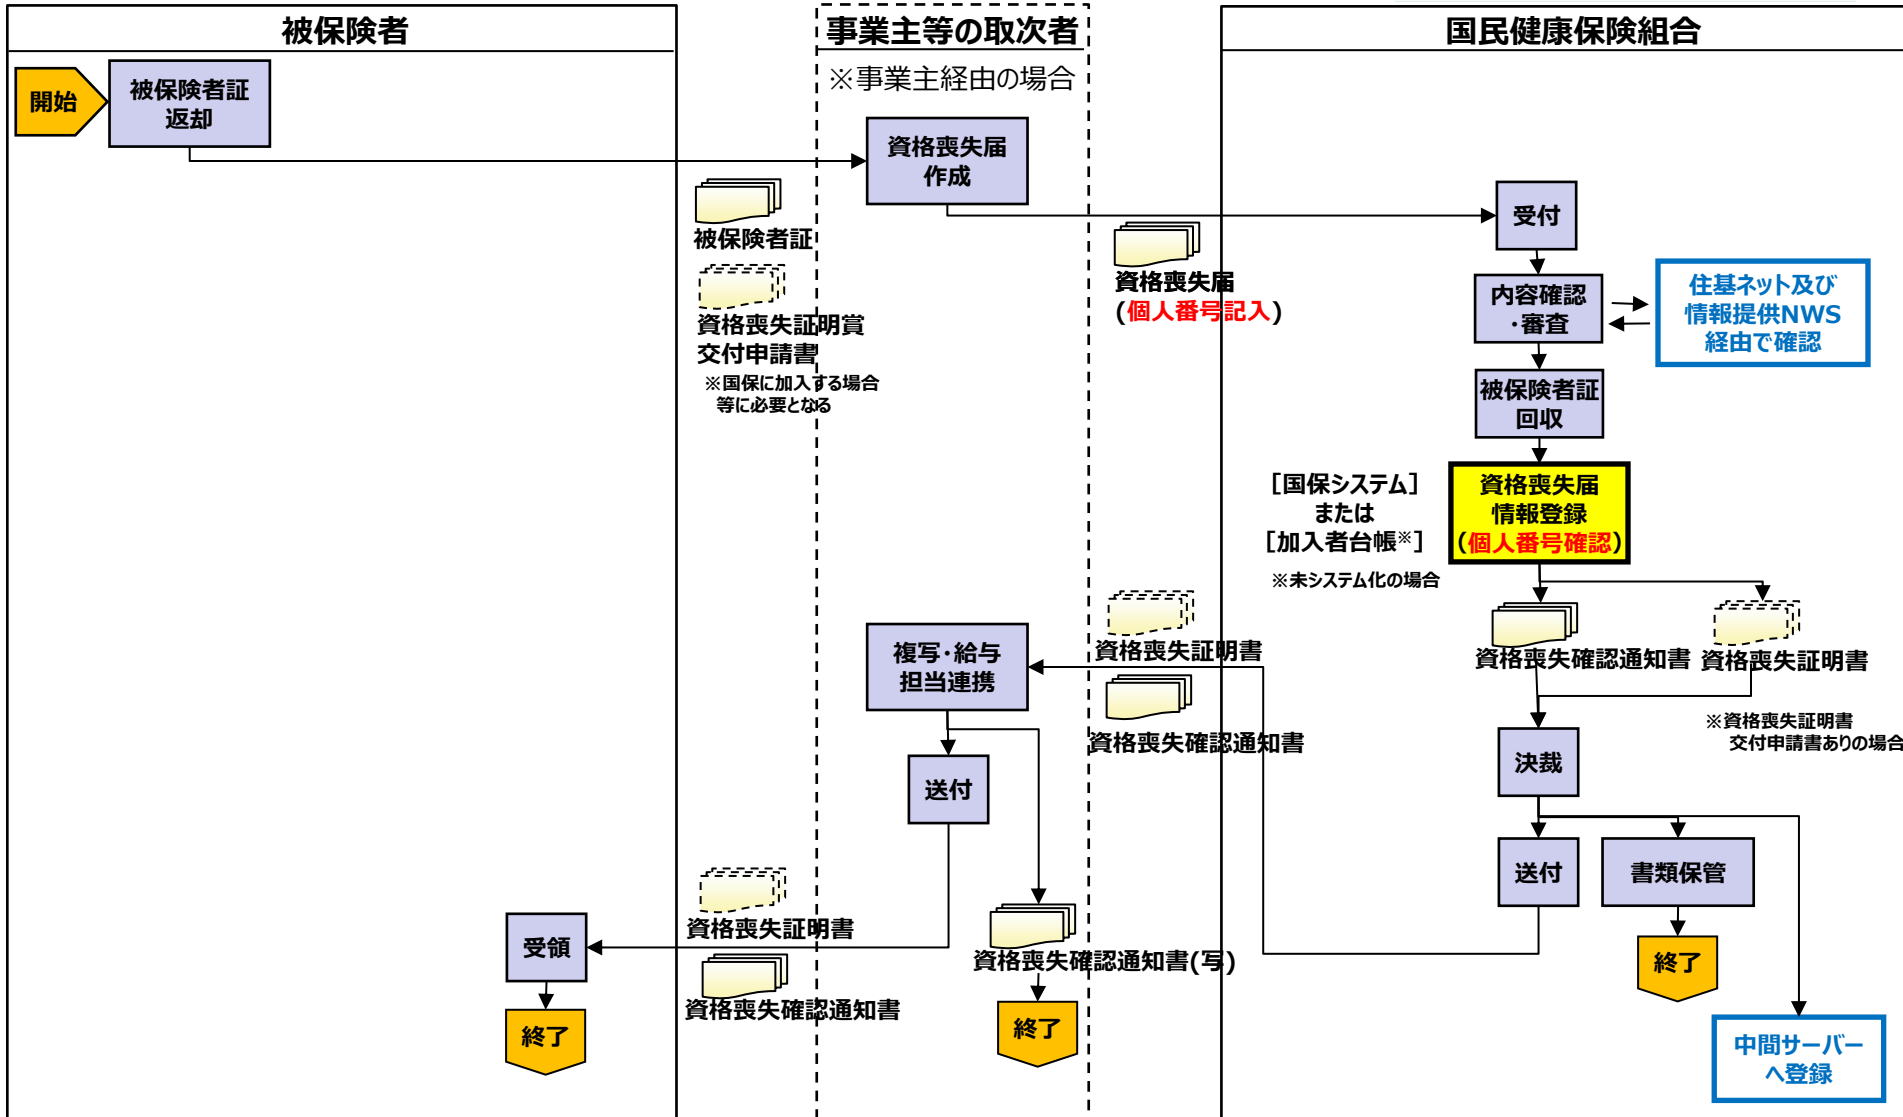 被保険者
事業主等の取次者
※事業主経由の場合
国民健康保険組合
開始
被保険者証
返却
資格喪失届
作成
被保険者証
資格喪失証明賞
交付申請書
※国保に加入する場合
等に必要となる
資格喪失届
(個人番号記入)
受付
内容確認
・審査
住基ネット及び
情報提供NWS
経由で確認
被保険者証
回収
[国保システム]
または
[加入者台帳※]
※未システム化の場合
資格喪失届
情報登録
(個人番号確認)
資格喪失確認通知書
資格喪失証明書
※資格喪失証明書
交付申請書ありの場合
複写・給与
担当連携
資格喪失証明書
資格喪失確認通知書
決裁
送付
送付
書類保管
終了
中間サーバー
へ登録
資格喪失証明書
資格喪失確認通知書
資格喪失確認通知書(写)
終了
受領
終了